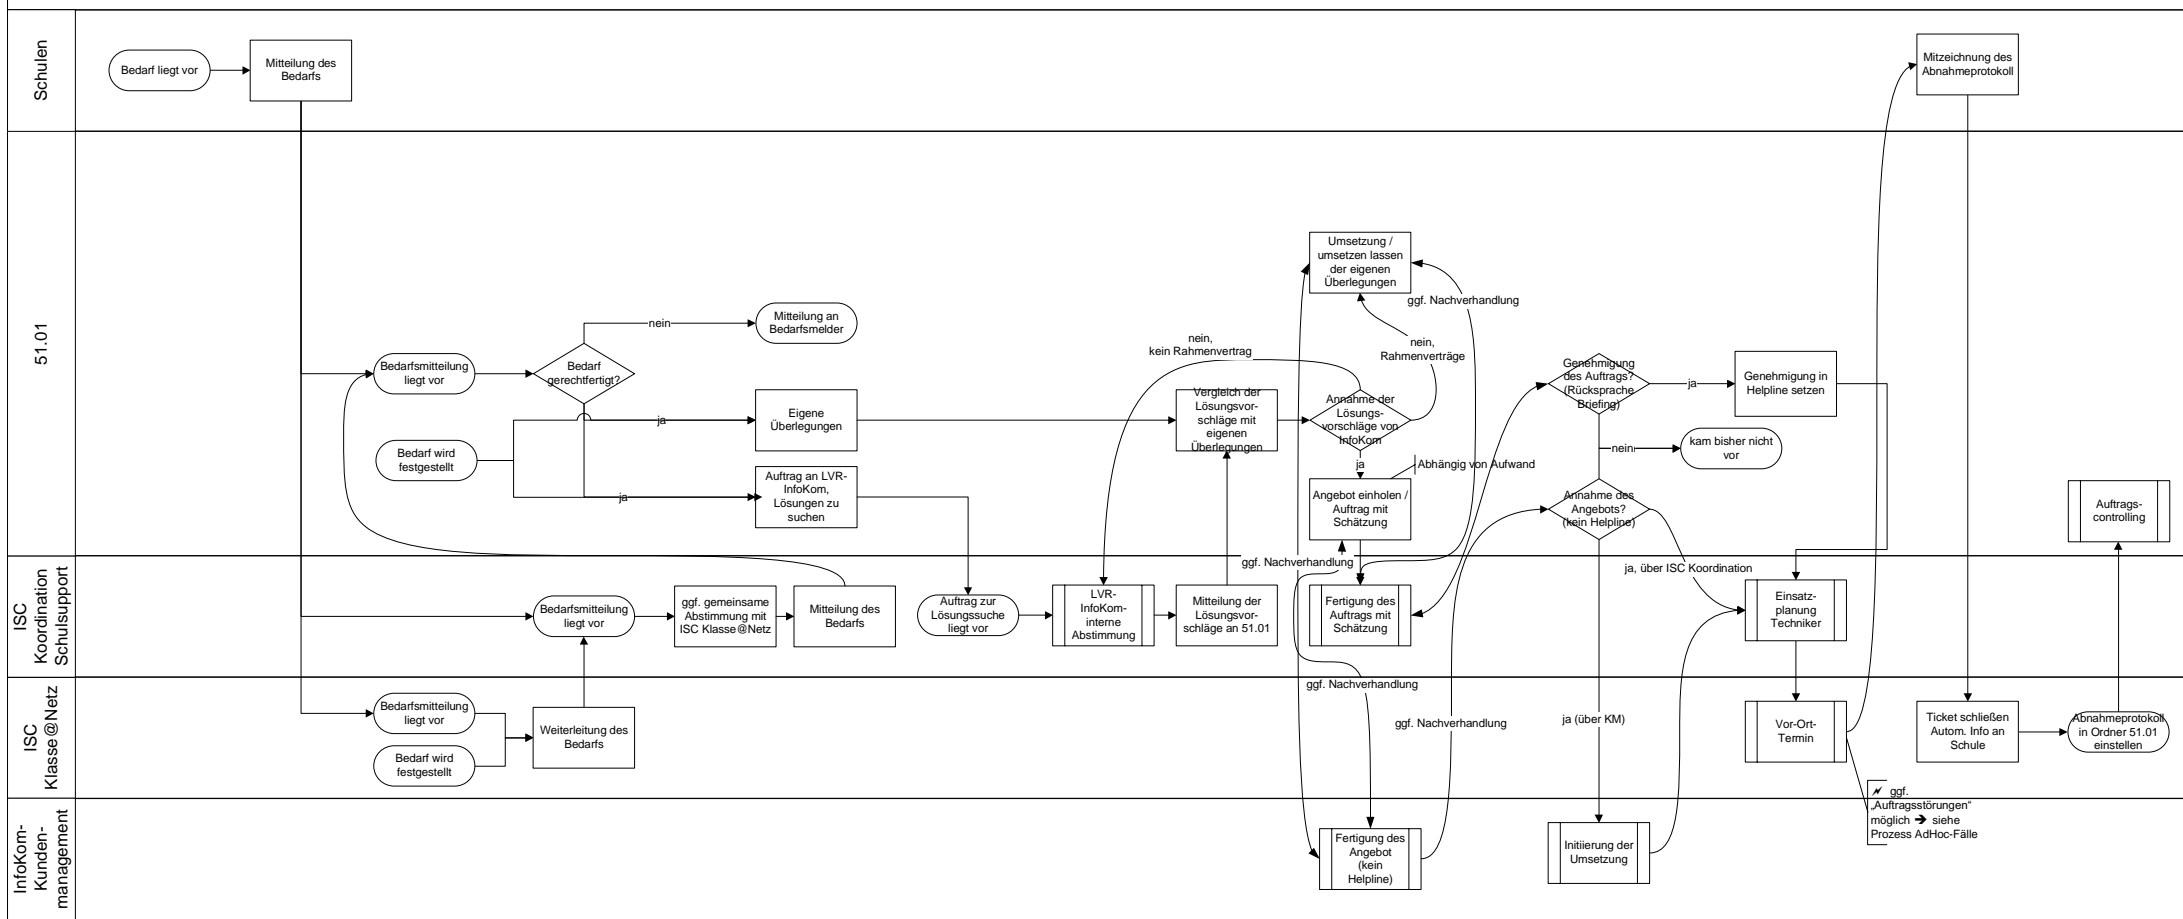 Schulen
Bedarf liegt vor
Mitteilung des
Bedarfs
Mitzeichnung des
Abnahmeprotokoll
51.01
Umsetzung /
umsetzen lassen
der eigenen
Überlegungen
ggf. Nachverhandlung
Mitteilung an
Bedarfsmelder
nein
nein,
kein Rahmenvertrag
nein,
Rahmenverträge
Bedarfsmitteilung
liegt vor
Bedarf
gerechtfertigt?
Genehmigung
des Auftrags?
(Rücksprache
Briefing)
ja
Genehmigung in
Helpline setzen
Eigene
Überlegungen
ja
Vergleich der
Lösungsvor-
schläge mit
eigenen
Überlegungen
Annahme der
Lösungs-
vorschläge von
InfoKom
Bedarf wird
festgestellt
nein
kam bisher nicht
vor
ja
Abhängig von Aufwand
Auftrag an LVR-
InfoKom,
Lösungen zu
suchen
ja
Angebot einholen /
Auftrag mit
Schätzung
Annahme des
Angebots?
(kein Helpline)
Auftrags-
controlling
ISC
Koordination
Schulsupport
ggf. Nachverhandlung
ja, über ISC Koordination
Bedarfsmitteilung
liegt vor
ggf. gemeinsame
Abstimmung mit
ISC Klasse@Netz
Mitteilung des
Bedarfs
Auftrag zur
Lösungssuche
liegt vor
LVR-
InfoKom-
interne
Abstimmung
Mitteilung der
Lösungsvor-
schläge an 51.01
Fertigung des
Auftrags mit
Schätzung
Einsatz-
planung
Techniker
ISC
Klasse@Netz
ggf. Nachverhandlung
Bedarfsmitteilung
liegt vor
Bedarf wird
festgestellt
Weiterleitung des
Bedarfs
ggf. Nachverhandlung
ja (über KM)
Vor-Ort-
Termin
Ticket schließen
Autom. Info an
Schule
Abnahmeprotokoll
in Ordner 51.01
einstellen
InfoKom-
Kunden-
management
ggf.
„Auftragsstörungen“
möglich ➔ siehe
Prozess AdHoc-Fälle
Fertigung des
Angebot
(kein
Helpline)
Initiierung der
Umsetzung